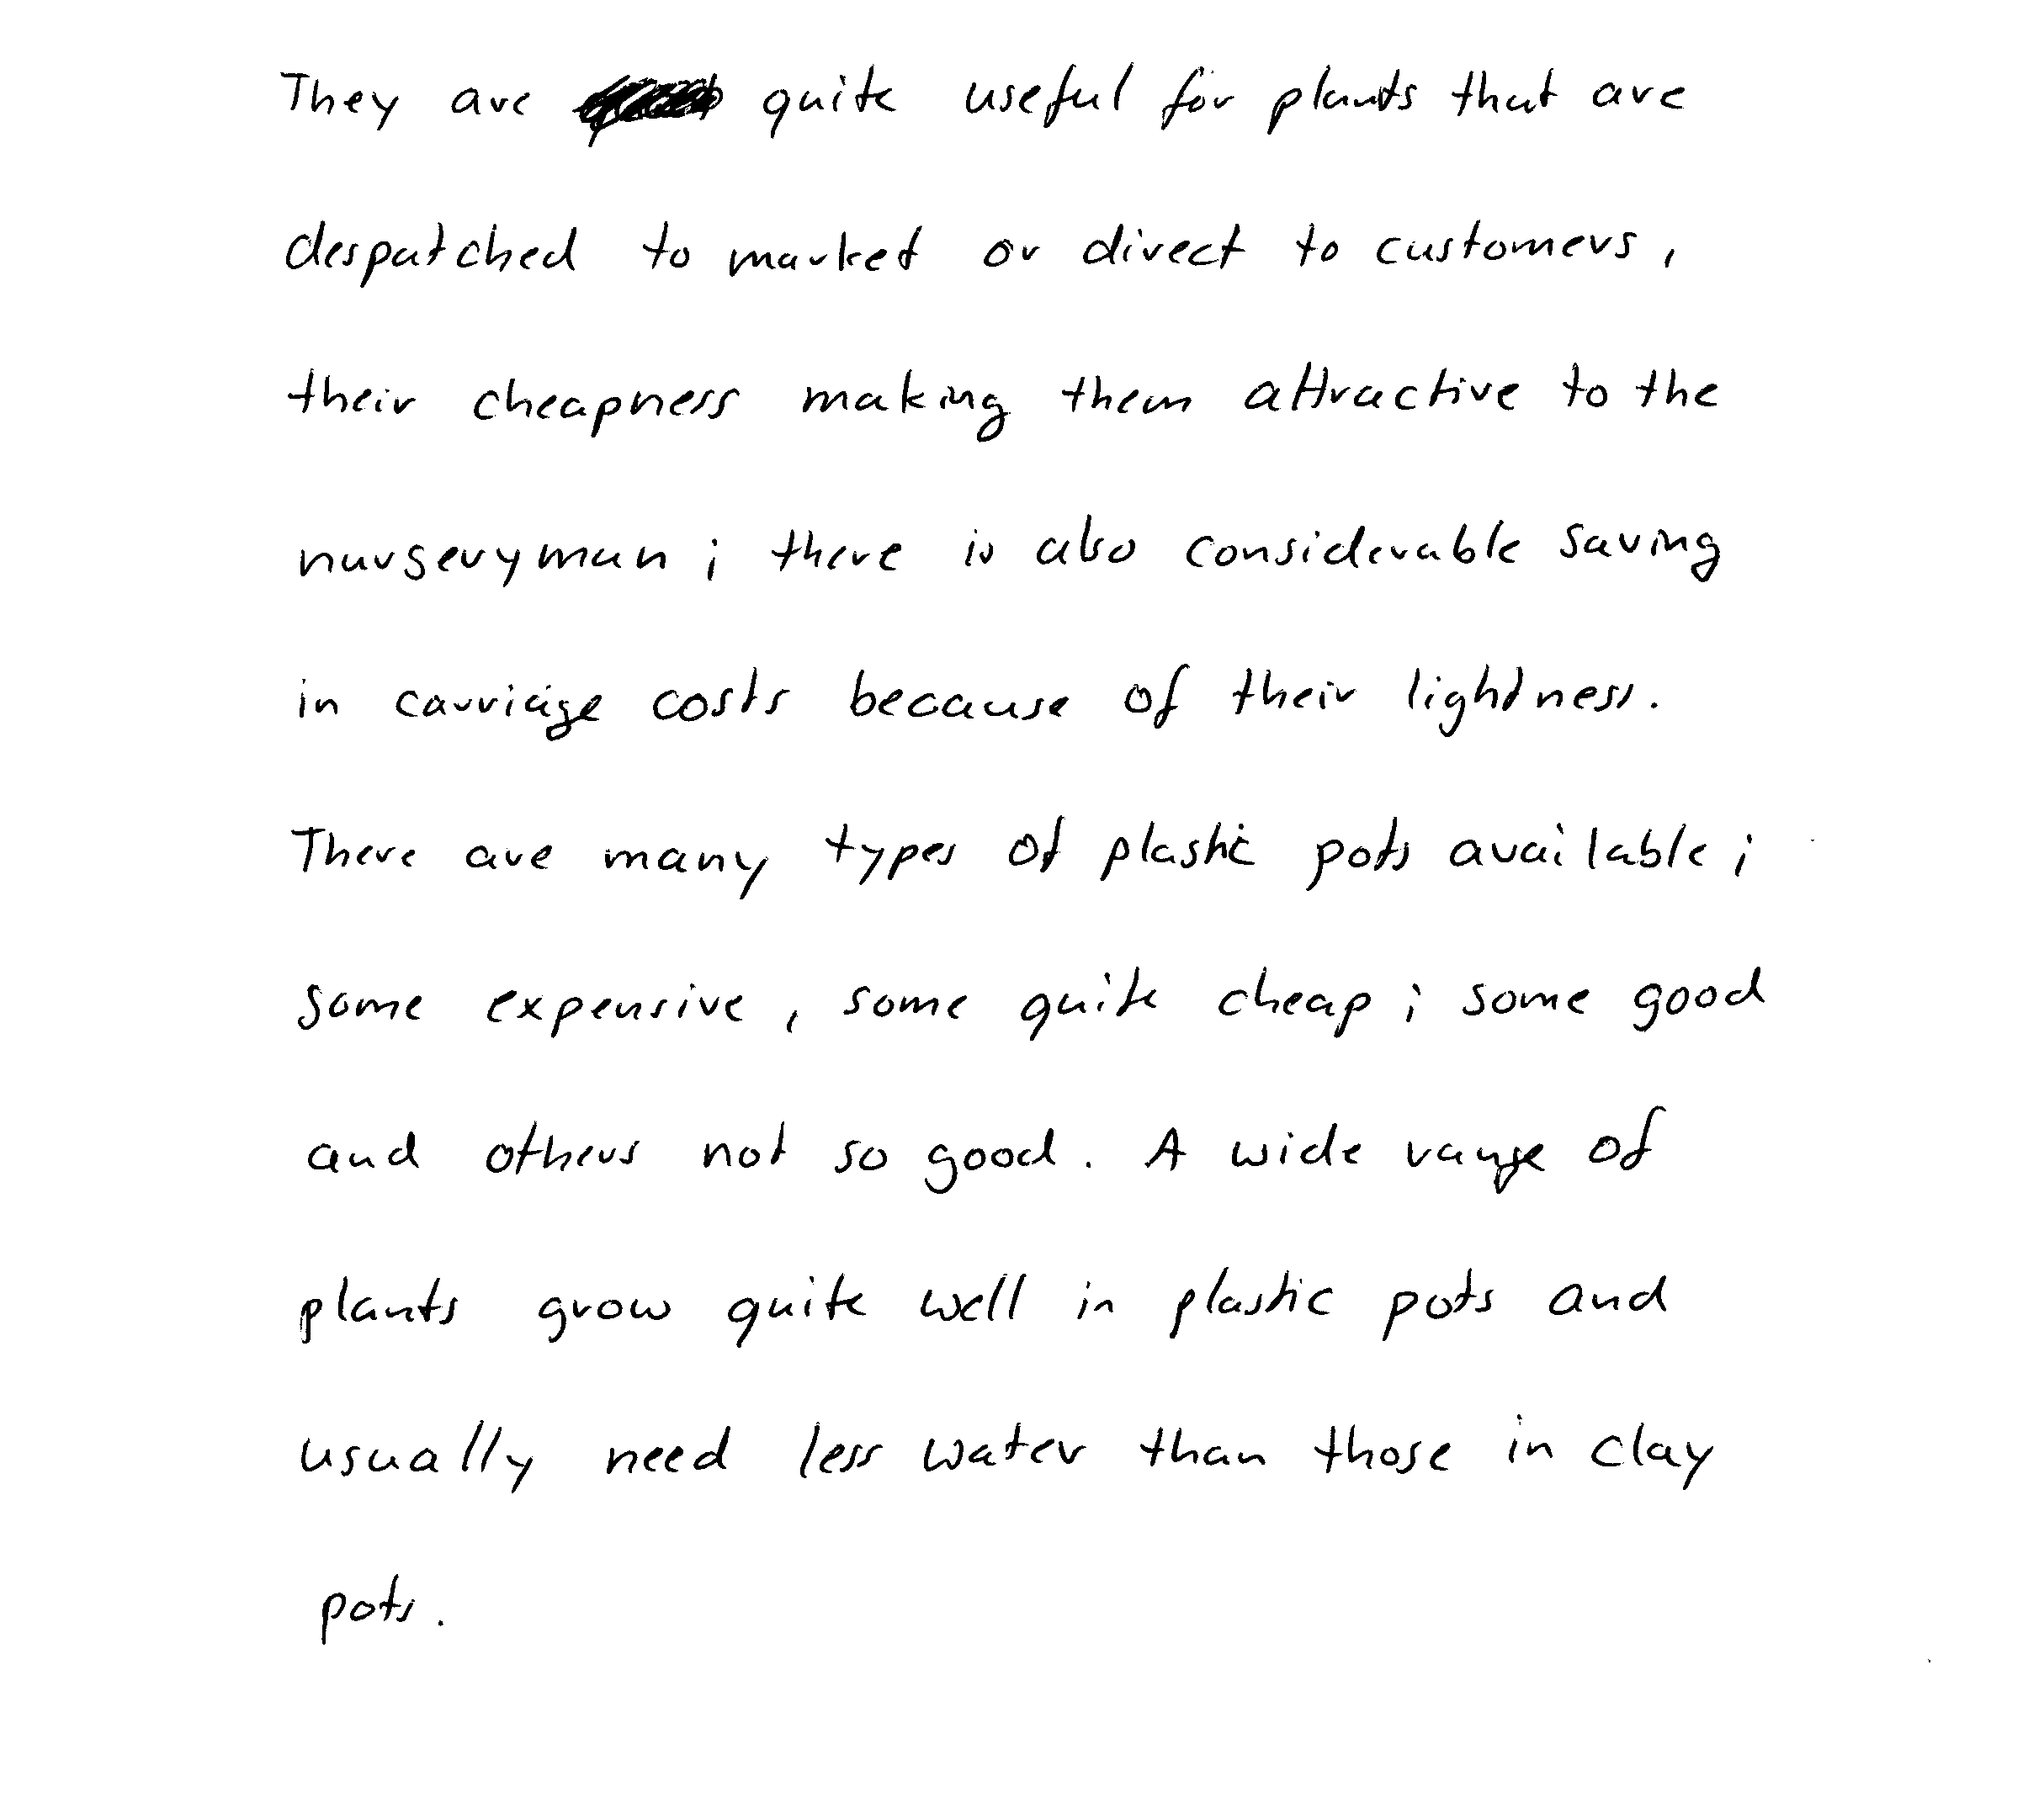 They are quite useful for plants that are
despatched to market or direct to customers,
their cheapness making them attractive to the
nurseryman; there is also considerable saving
in carriage costs because of their lightness.
There are many types of plastic pots available;
some expensive, some quite cheap; some good
and others not so good. A wide range of
plants grow quite well in plastic pots and
usually need less water than those in clay
pots.